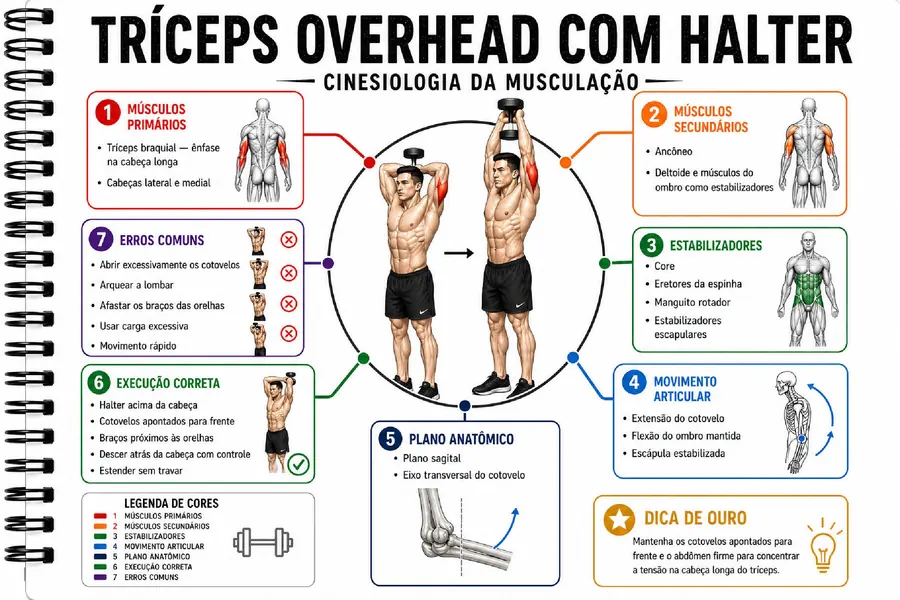 TRÍCEPS OVERHEAD COM HALTER
CINESIOLOGIA DA MUSCULAÇÃO
1 MÚSCULOS
PRIMÁRIOS
• Tríceps braquial — ênfase
na cabeça longa
• Cabeças lateral e medial
2 MÚSCULOS
SECUNDÁRIOS
• Ancôneo
• Deltoide e músculos do
ombro como estabilizadores
7 ERROS COMUNS
• Abrir excessivamente os cotovelos
• Arquear a lombar
• Afastar os braços das orelhas
• Usar carga excessiva
• Movimento rápido
3 ESTABILIZADORES
• Core
• Eretores da espinha
• Manguito rotador
• Estabilizadores
escapulares
6 EXECUÇÃO CORRETA
• Halter acima da cabeça
• Cotovelos apontados para frente
• Braços próximos às orelhas
• Descer atrás da cabeça com controle
• Estender sem travar
4 MOVIMENTO
ARTICULAR
• Extensão do cotovelo
• Flexão do ombro mantida
• Escápula estabilizada
5 PLANO ANATÔMICO
• Plano sagital
• Eixo transversal do cotovelo
LEGENDA DE CORES
1 MÚSCULOS PRIMÁRIOS
2 MÚSCULOS SECUNDÁRIOS
3 ESTABILIZADORES
4 MOVIMENTO ARTICULAR
5 PLANO ANATÔMICO
6 EXECUÇÃO CORRETA
7 ERROS COMUNS
DICA DE OURO
Mantenha os cotovelos apontados para
frente e o abdômen firme para concentrar
a tensão na cabeça longa do tríceps.